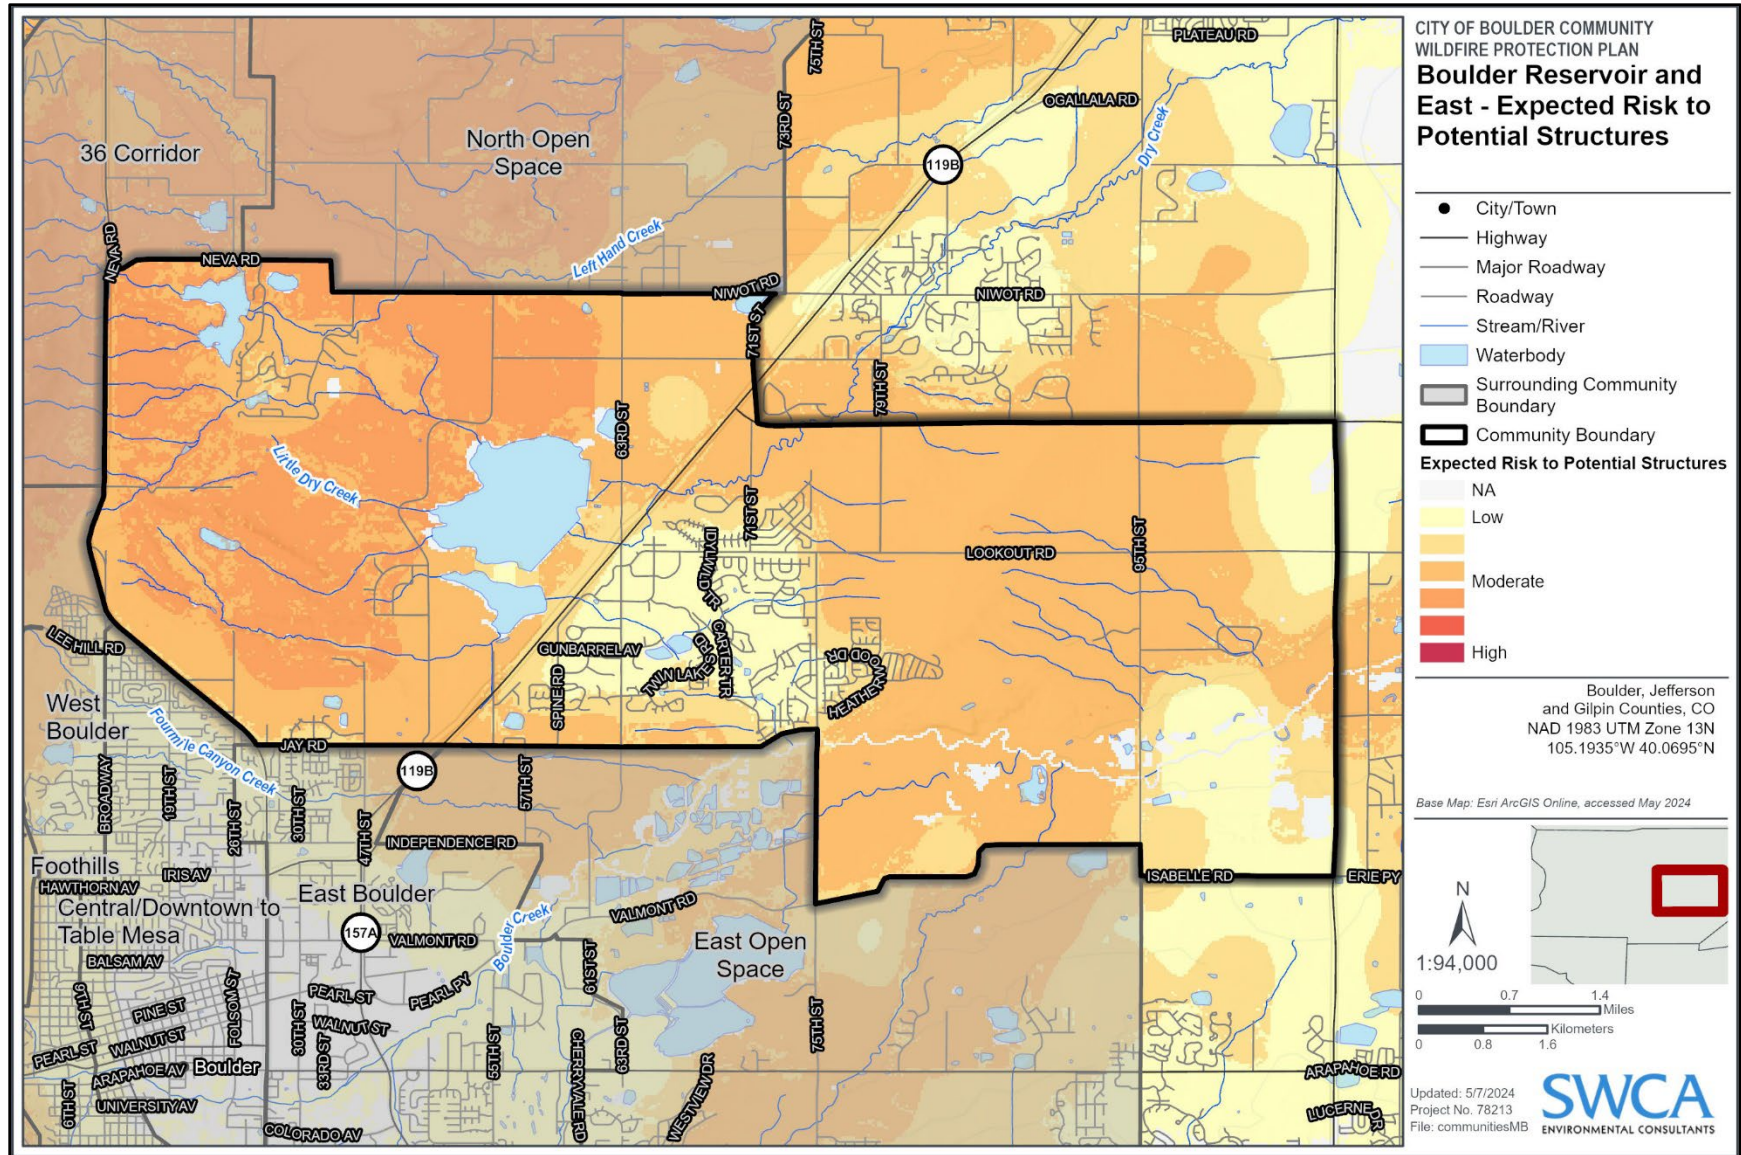 CITY OF BOULDER COMMUNITY
WILDFIRE PROTECTION PLAN
Boulder Reservoir and
East - Expected Risk to
Potential Structures
City/Town
Highway
Major Roadway
Roadway
Stream/River
Waterbody
Surrounding Community
Boundary
Community Boundary
Expected Risk to Potential Structures
NA
Low
Moderate
High
Boulder, Jefferson
and Gilpin Counties, CO
NAD 1983 UTM Zone 13N
105.1935°W 40.0695°N
Base Map: Esri ArcGIS Online, accessed May 2024
N
1:94,000
0 0.7 1.4
Miles
Kilometers
0 0.8 1.6
Updated: 5/7/2024
Project No. 78213
File: communitiesMB
SWCA
ENVIRONMENTAL CONSULTANTS
75TH ST
PLATEAU RD
OGALLALA RD
73RD ST
Dry Creek
36 Corridor
North Open
Space
119B
NEVA RD
NEVA RD
Left Hand Creek
NIWOT RD
NIWOT RD
71ST ST
79TH ST
63RD ST
Little Dry Creek
71ST ST
IDYLWILD TL
LOOKOUT RD
95TH ST
LEE HILL RD
GUNBARREL AV
CARTER TR
TWIN LAKES RD
HEATHERWOOD DR
SPINE RD
West
Boulder
Fourmile Canyon Creek
JAY RD
119B
57TH ST
BROADWAY
19TH ST
26TH ST
30TH ST
47TH ST
INDEPENDENCE RD
Foothills
HAWTHORN AV
IRIS AV
East Boulder
ISABELLE RD
ERIE PY
Central/Downtown to
Table Mesa
157A
VALMONT RD
VALMONT RD
Boulder Creek
East Open
Space
BALSAM AV
9TH ST
PINE ST
FOLSOM ST
PEARL ST
PEARL PY
61ST ST
30TH ST
WALNUT ST
WALNUT ST
PEARL ST
33RD ST
55TH ST
CHERRYVALE RD
63RD ST
75TH ST
WESTVIEW DR
ARAPAHOE AV
Boulder
ARAPAHOE RD
6TH ST
UNIVERSITY AV
COLORADO AV
LUCERNE DR